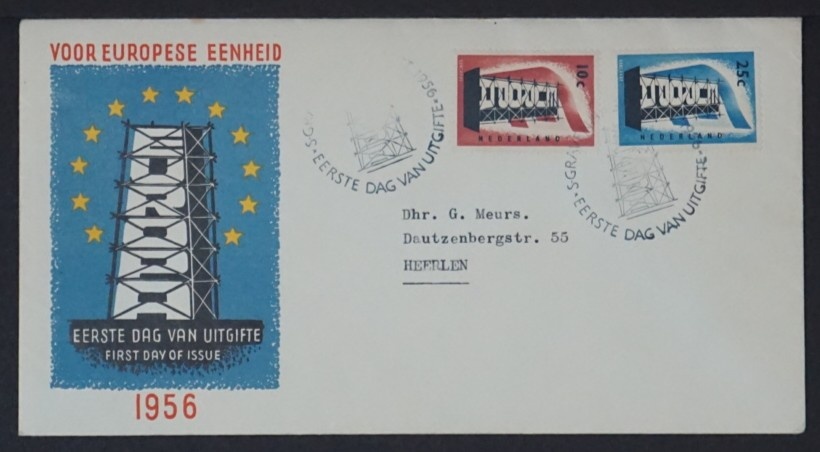 VOOR EUROPESE EENHEID
EERSTE DAG VAN UITGIFTE
FIRST DAY OF ISSUE
1956
EUROPA
10c
NEDERLAND
25c
NEDERLAND
EERSTE DAG VAN UITGIFTE 1956
EERSTE DAG VAN UITGIFTE
Dhr. G. Meurs.
Dautzenbergstr. 55
HEERLEN